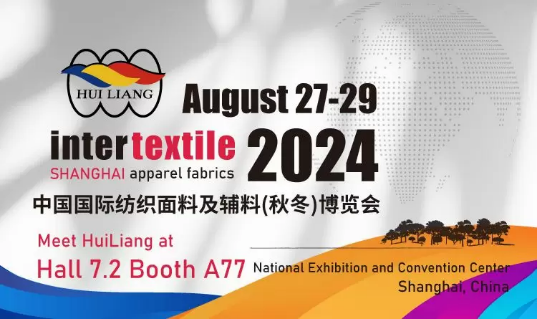 HUI LIANG
August 27-29
intertextile 2024
SHANGHAI apparel fabrics
中国国际纺织面料及辅料(秋冬)博览会
Meet HuiLiang at
Hall 7.2 Booth A77
National Exhibition and Convention Center
Shanghai, China